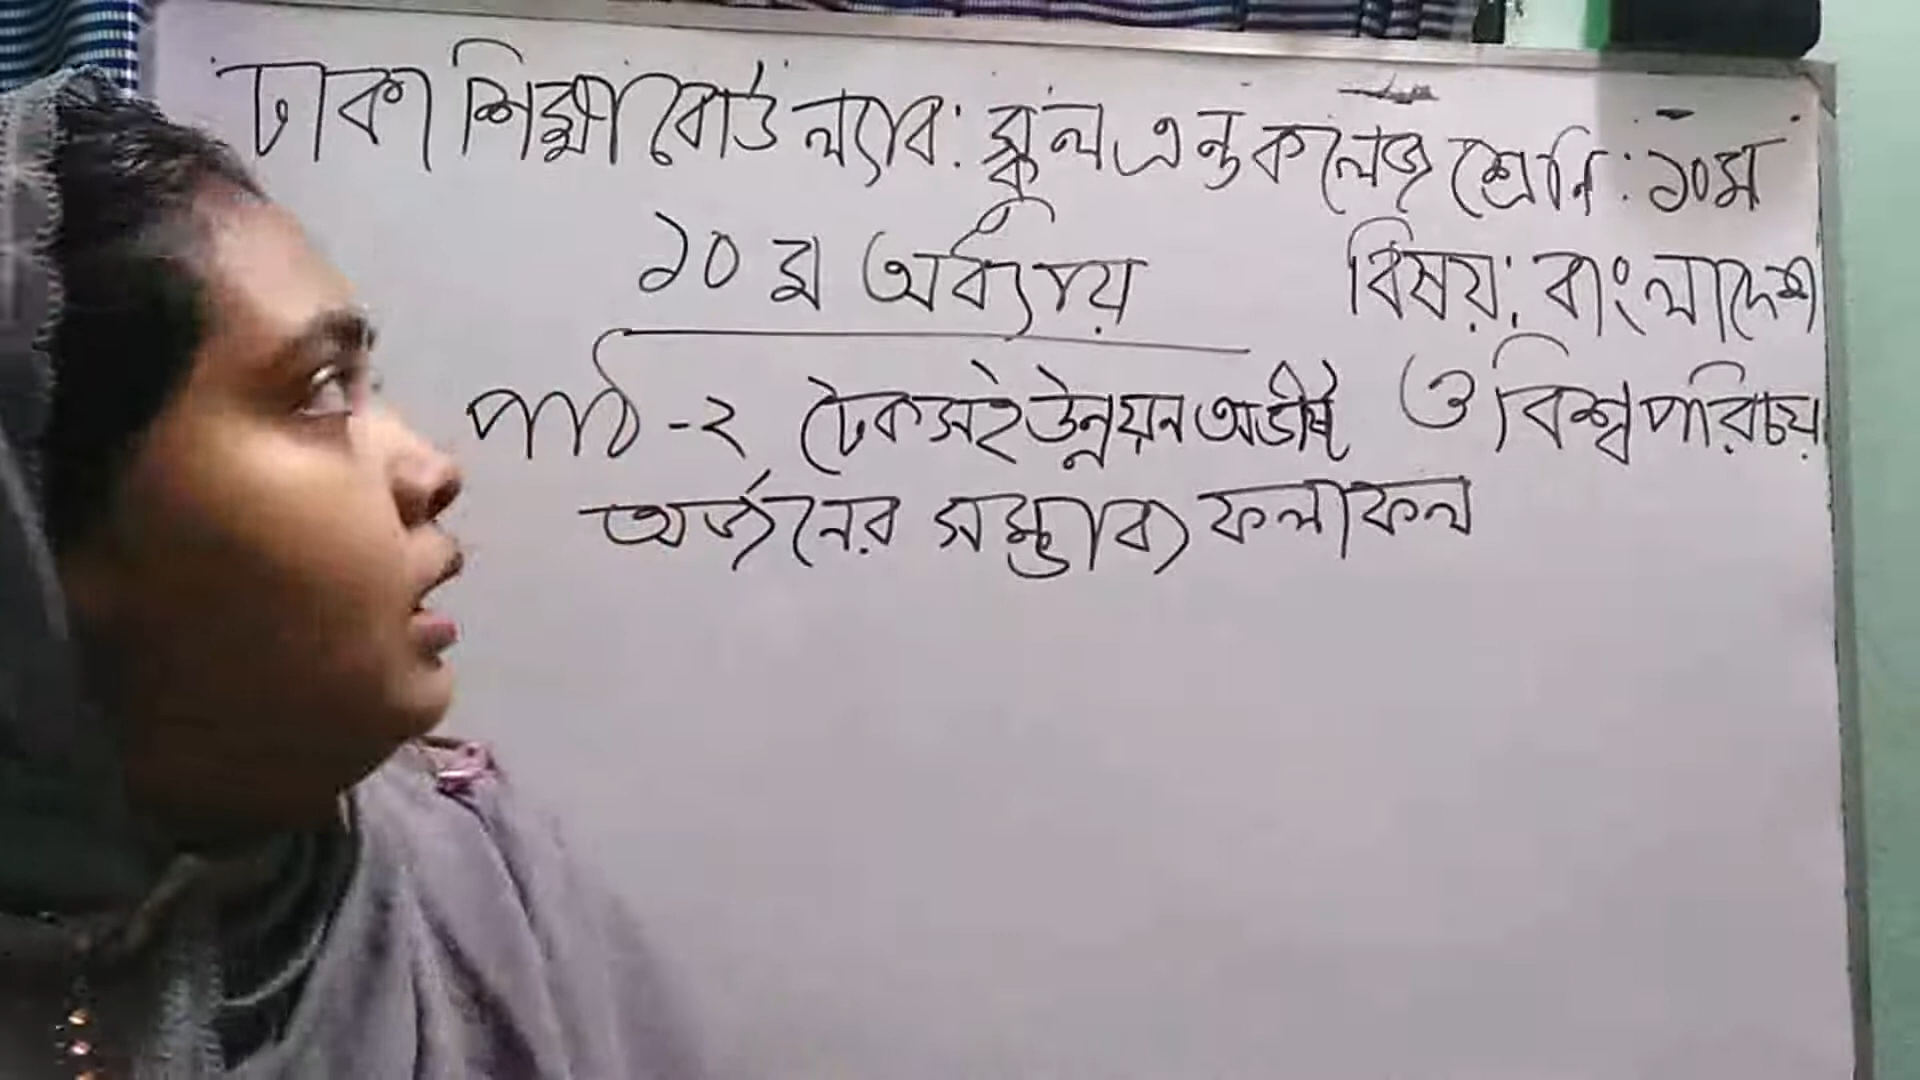 ঢাকা শিক্ষা বোর্ড ল্যাব: স্কুল এন্ড কলেজ শ্রেণি: ১০ম
১০ম অধ্যায়
বিষয়: বাংলাদেশ
ও বিশ্বপরিচয়
পাঠ-২ টেকসই উন্নয়ন অভীষ্ট
অর্জনের সম্ভাব্য ফলাফল